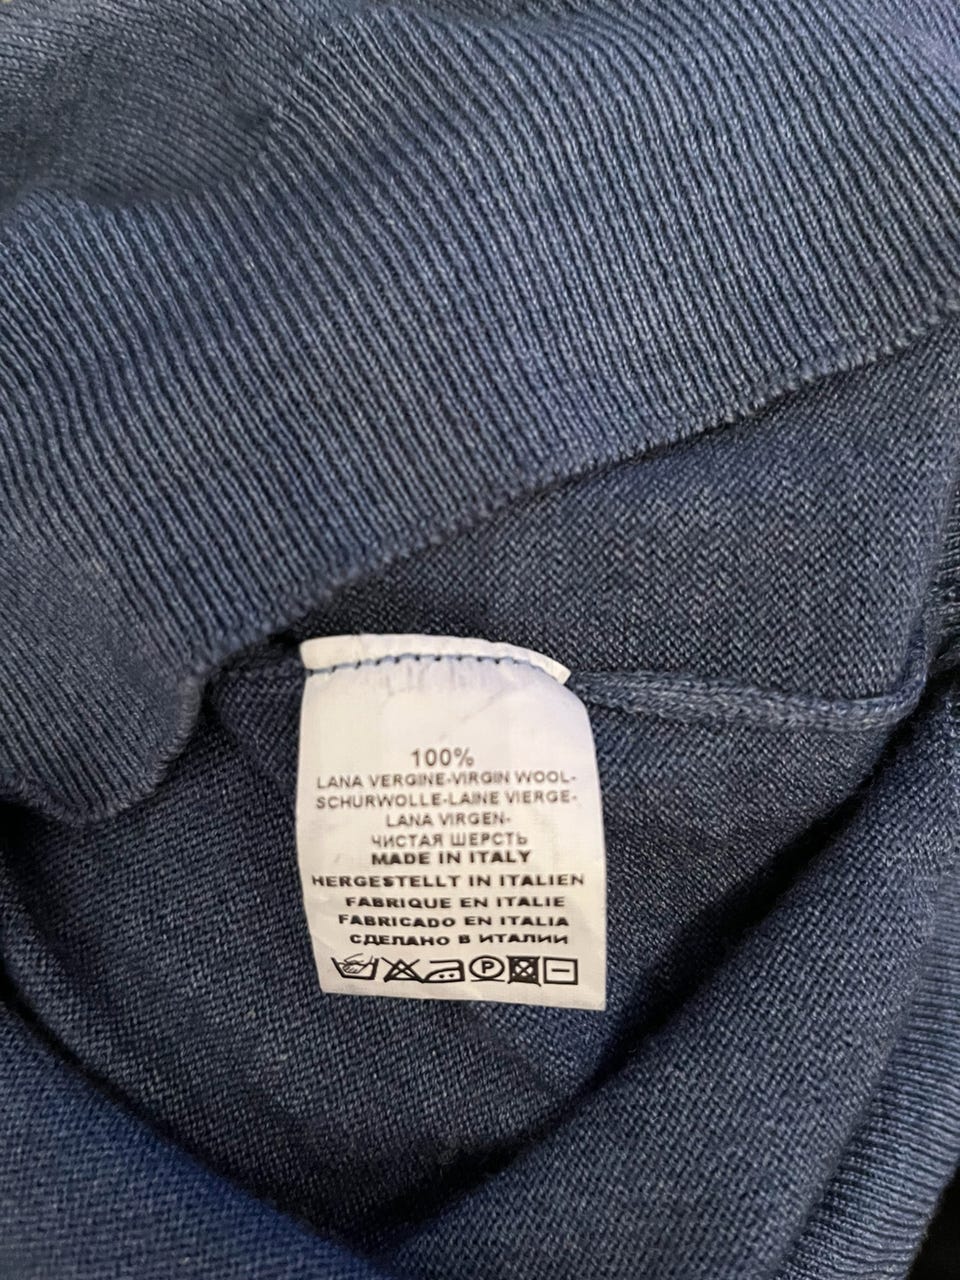 100%
LANA VERGINE-VIRGIN WOOL-
SCHURWOLLE-LAINE VIERGE-
LANA VIRGEN-
ЧИСТАЯ ШЕРСТЬ
MADE IN ITALY
HERGESTELLT IN ITALIEN
FABRIQUE EN ITALIE
FABRICADO EN ITALIA
СДЕЛАНО В ИТАЛИИ
P